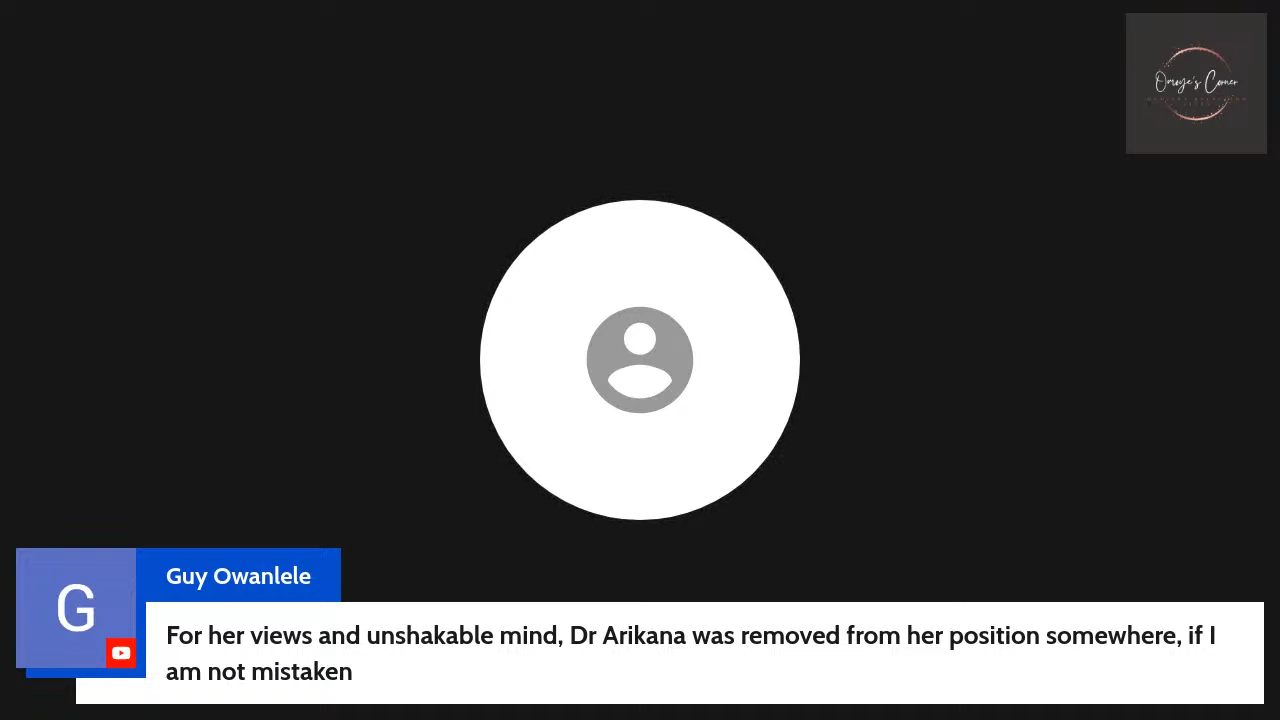 Omoye's Corner
G
Guy Owanlele
For her views and unshakable mind, Dr Arikana was removed from her position somewhere, if I
am not mistaken